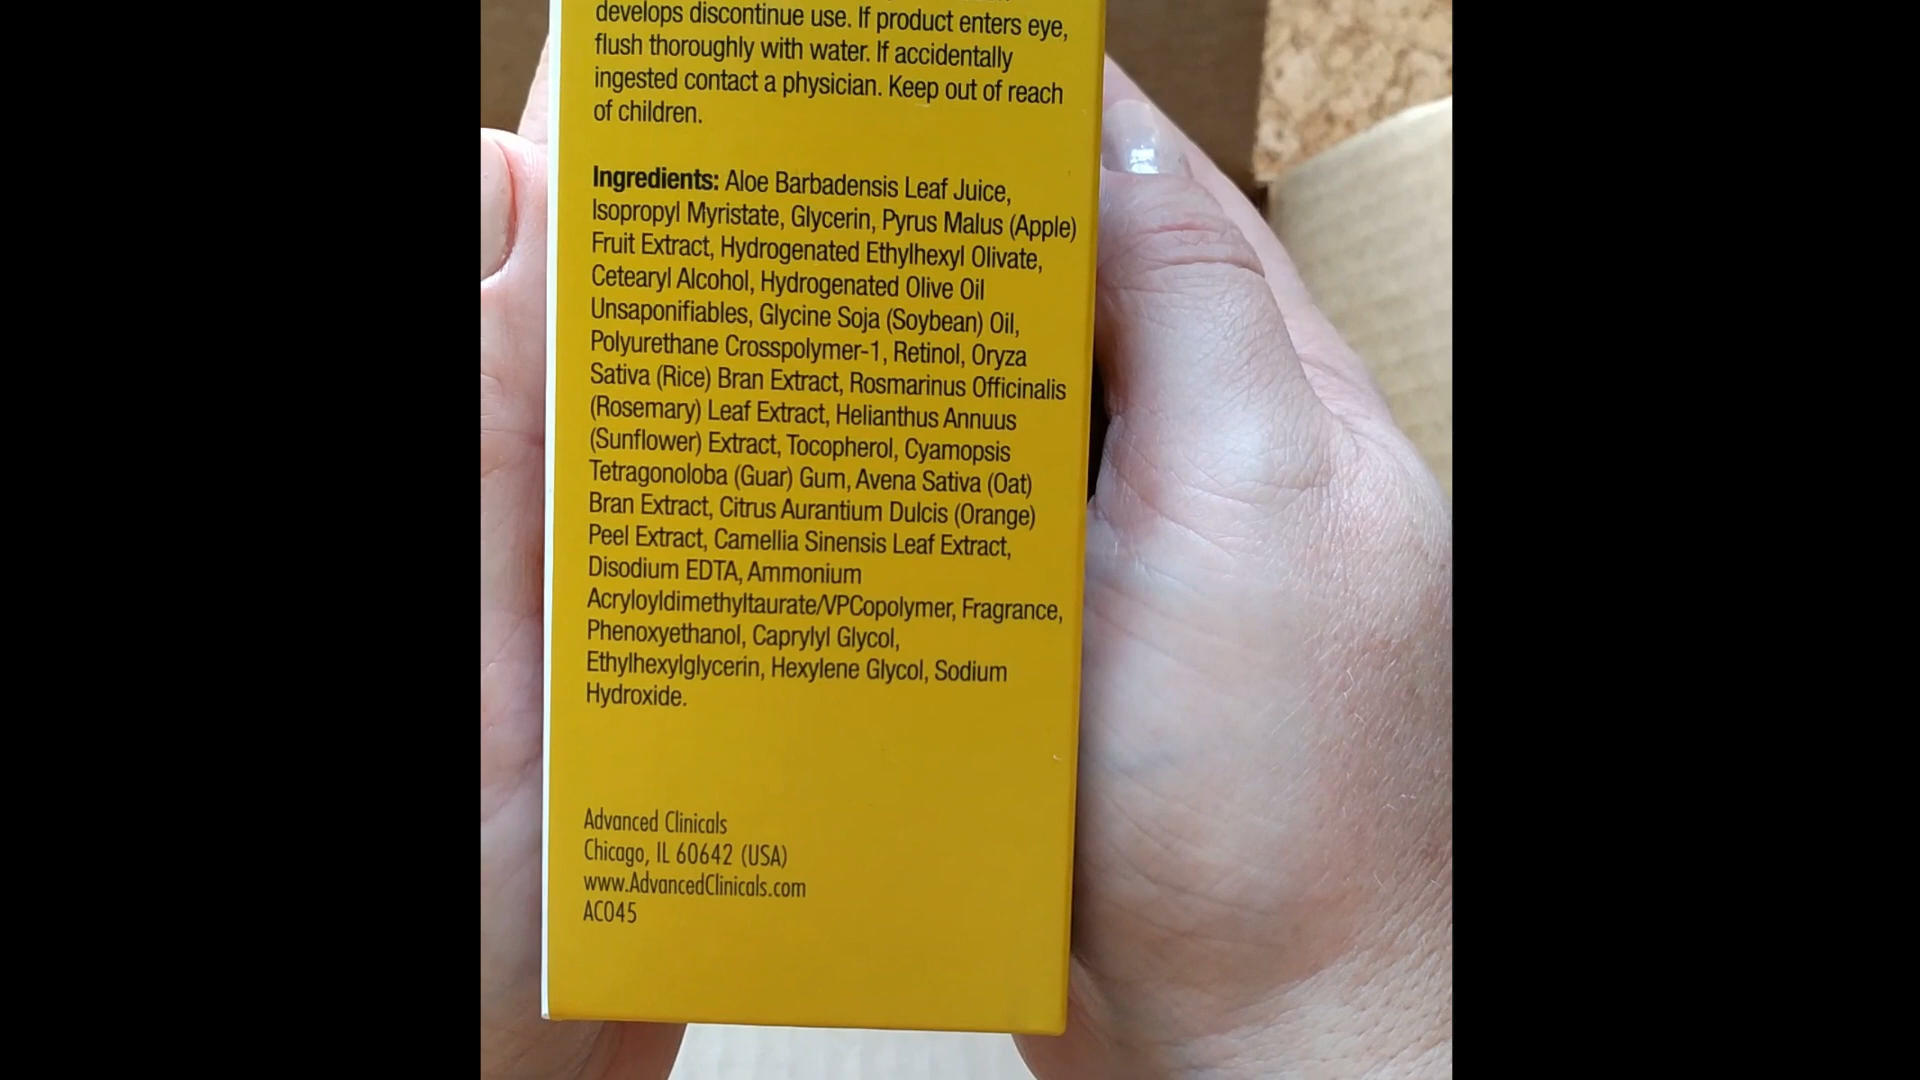 develops discontinue use. If product enters eye,
flush thoroughly with water. If accidentally
ingested contact a physician. Keep out of reach
of children.
Ingredients: Aloe Barbadensis Leaf Juice,
Isopropyl Myristate, Glycerin, Pyrus Malus (Apple)
Fruit Extract, Hydrogenated Ethylhexyl Olivate,
Cetearyl Alcohol, Hydrogenated Olive Oil
Unsaponifiables, Glycine Soja (Soybean) Oil,
Polyurethane Crosspolymer-1, Retinol, Oryza
Sativa (Rice) Bran Extract, Rosmarinus Officinalis
(Rosemary) Leaf Extract, Helianthus Annuus
(Sunflower) Extract, Tocopherol, Cyamopsis
Tetragonoloba (Guar) Gum, Avena Sativa (Oat)
Bran Extract, Citrus Aurantium Dulcis (Orange)
Peel Extract, Camellia Sinensis Leaf Extract,
Disodium EDTA, Ammonium
Acryloyldimethyltaurate/VPCopolymer, Fragrance,
Phenoxyethanol, Caprylyl Glycol,
Ethylhexylglycerin, Hexylene Glycol, Sodium
Hydroxide.
Advanced Clinicals
Chicago, IL 60642 (USA)
www.AdvancedClinicals.com
AC045